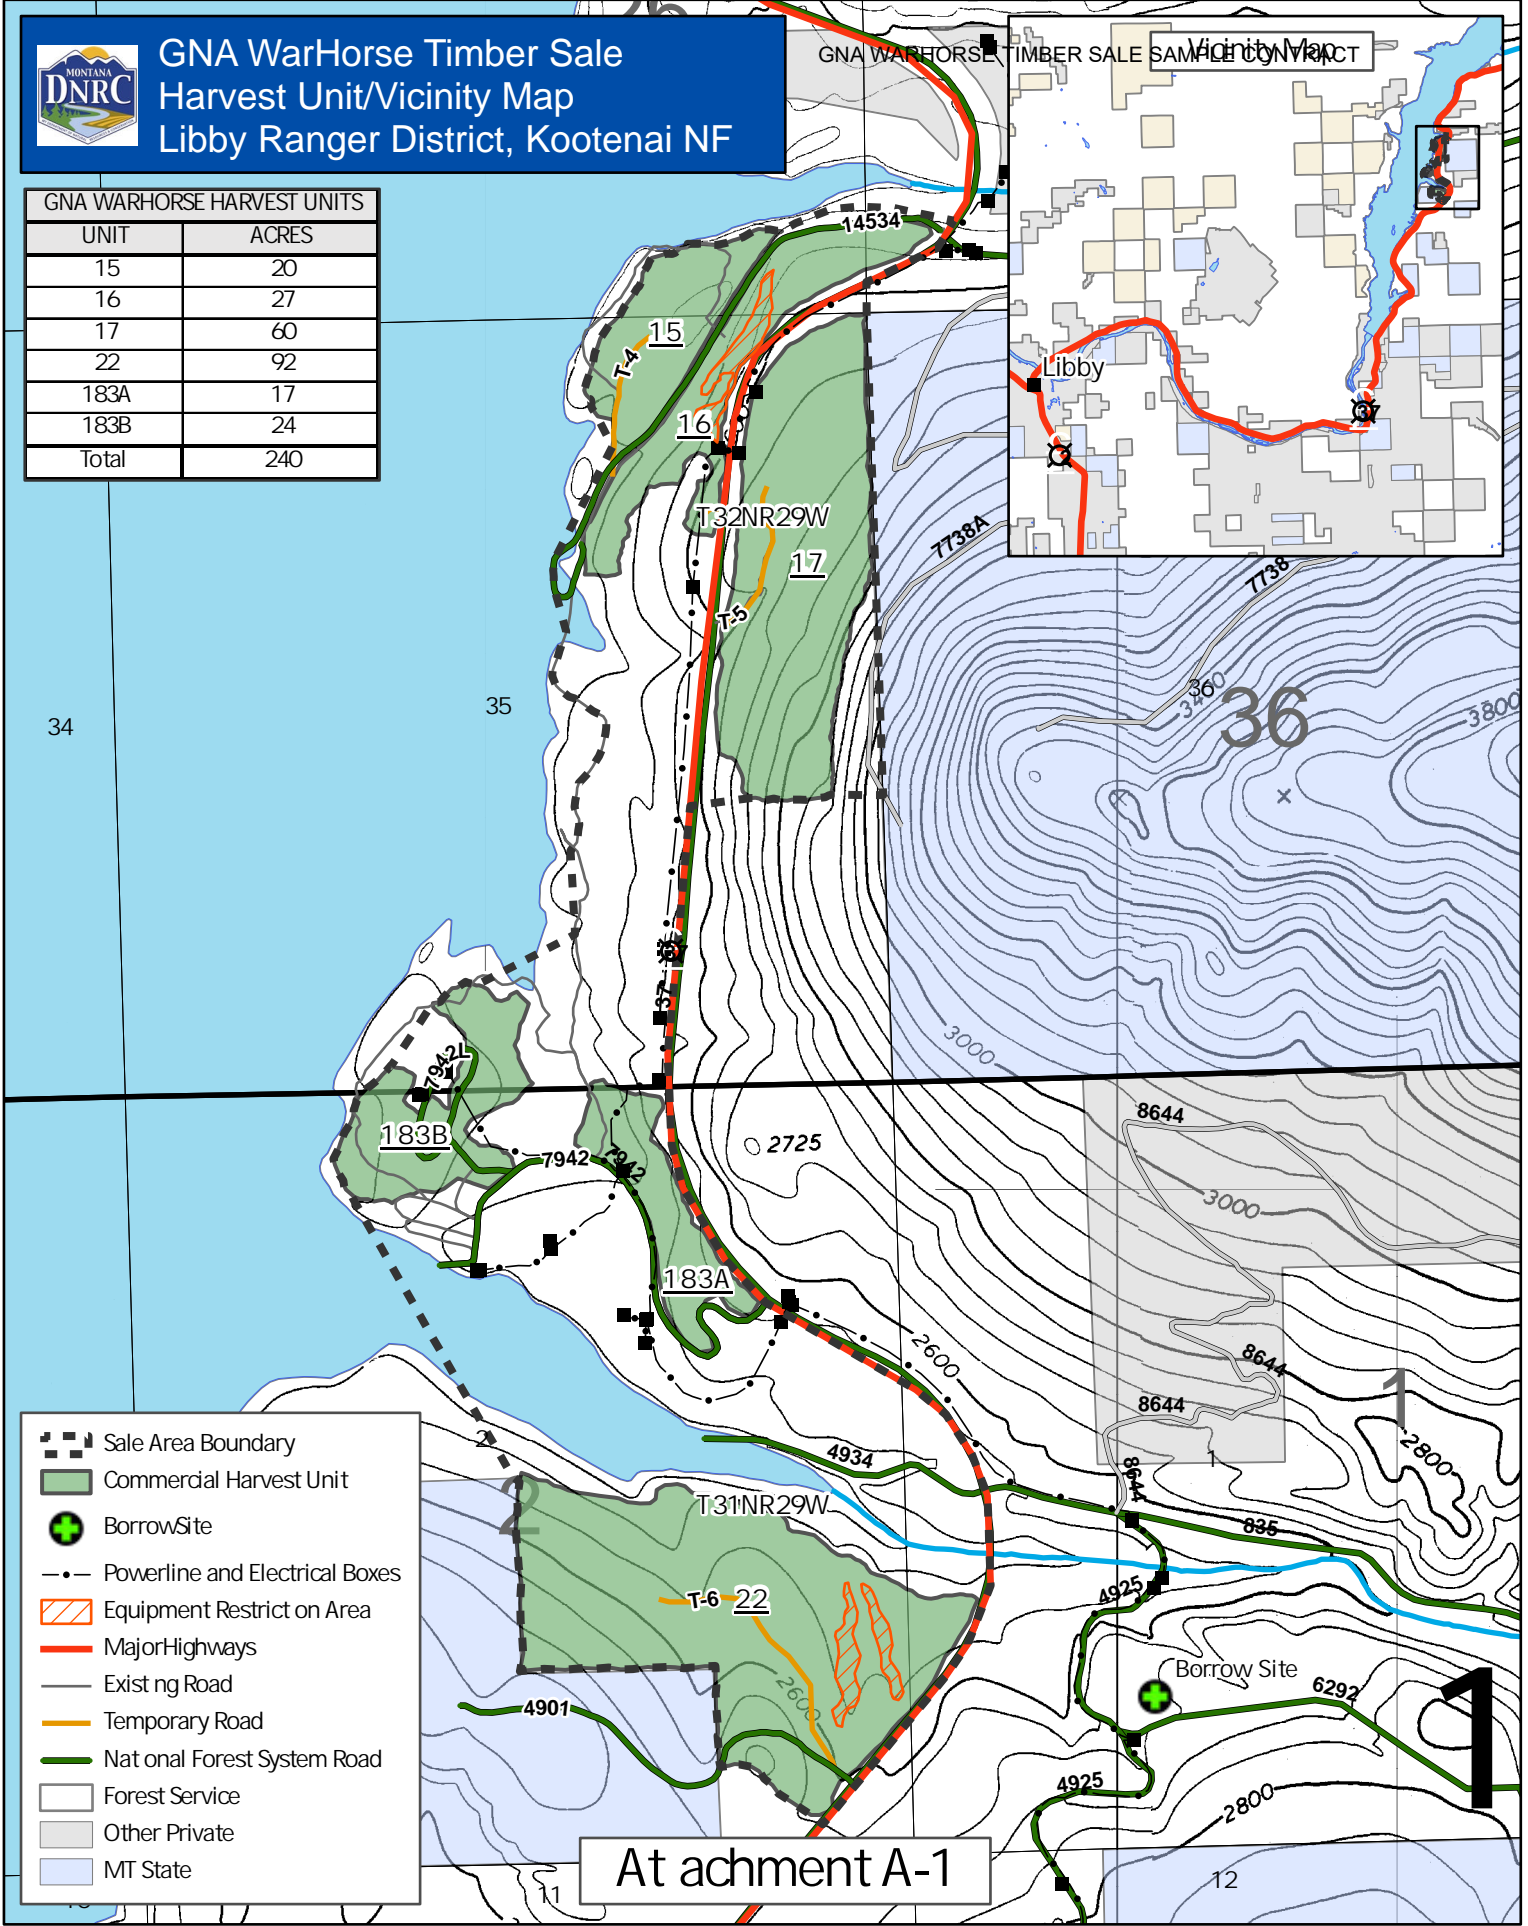 GNA WarHorse Timber Sale
Harvest Unit/Vicinity Map
Libby Ranger District, Kootenai NF
MONTANA
DNRC
GNA WARHORSE TIMBER SALE SAMPLE CONTRACT
Vicinity Map
GNA WARHORSE HARVEST UNITS
UNIT ACRES
15 20
16 27
17 60
22 92
183A 17
183B 24
Total 240
Libby
37
2
14534
15
T-4
16
T32NR29W
17
T-5
7738A
7738
34
35
36
36
3400
3800
37
37
3000
7942L
183B
7942
7942
2725
183A
8644
3000
2600
8644
8644
8644
1
1
2800
4934
835
2
2
T31NR29W
T-6
22
2600
4925
Borrow Site
6292
1
4901
4925
2800
11
12
Sale Area Boundary
Commercial Harvest Unit
BorrowSite
Powerline and Electrical Boxes
Equipment Restrict on Area
MajorHighways
Exist ng Road
Temporary Road
Nat onal Forest System Road
Forest Service
Other Private
MT State
At achment A-1